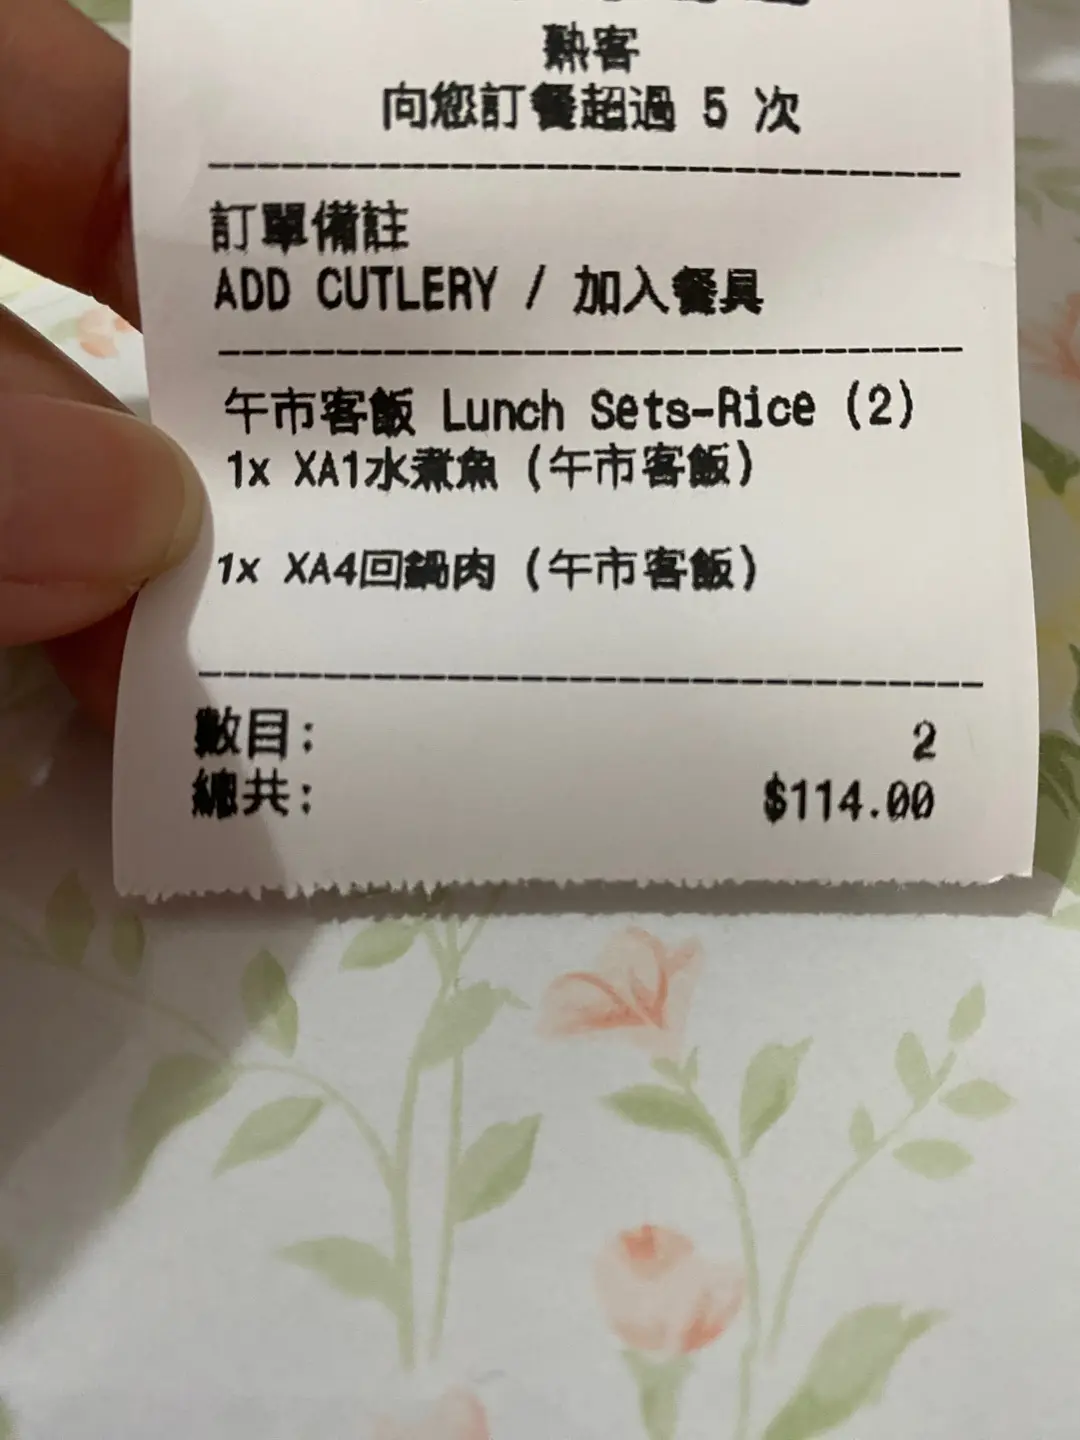 熟客
向您訂餐超過 5 次
訂單備註
ADD CUTLERY / 加入餐具
午市客飯 Lunch Sets-Rice (2)
1x XA1水煮魚 (午市客飯)
1x XA4回鍋肉 (午市客飯)
數目: 2
總共: $114.00